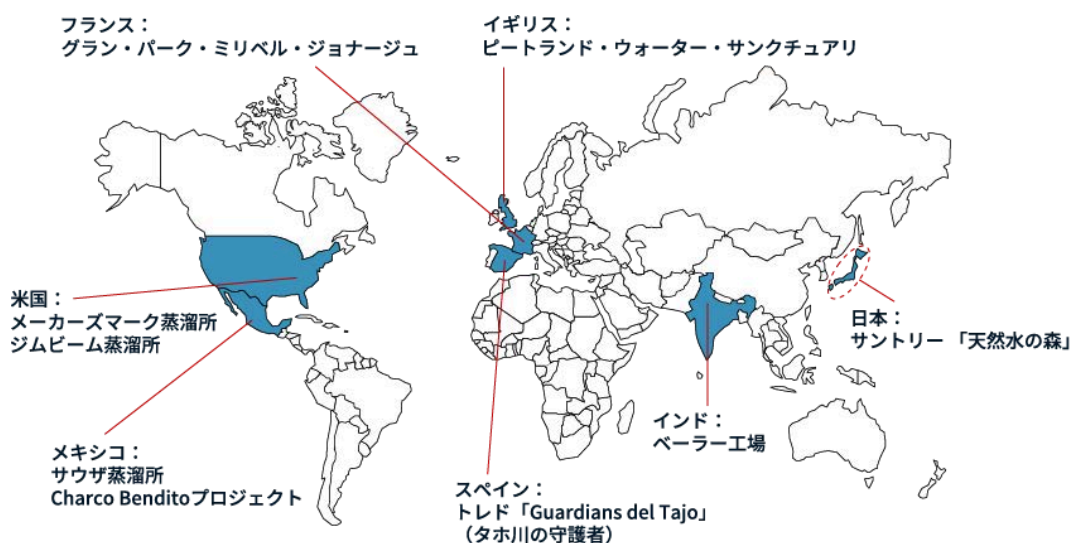 フランス：
グラン・パーク・ミリベル・ジョナージュ
イギリス：
ピートランド・ウォーター・サンクチュアリ
米国：
メーカーズマーク蒸溜所
ジムビーム蒸溜所
日本：
サントリー 「天然水の森」
インド：
ベーラー工場
メキシコ：
サウザ蒸溜所
Charco Benditoプロジェクト
スペイン：
トレド「Guardians del Tajo」
（タホ川の守護者）